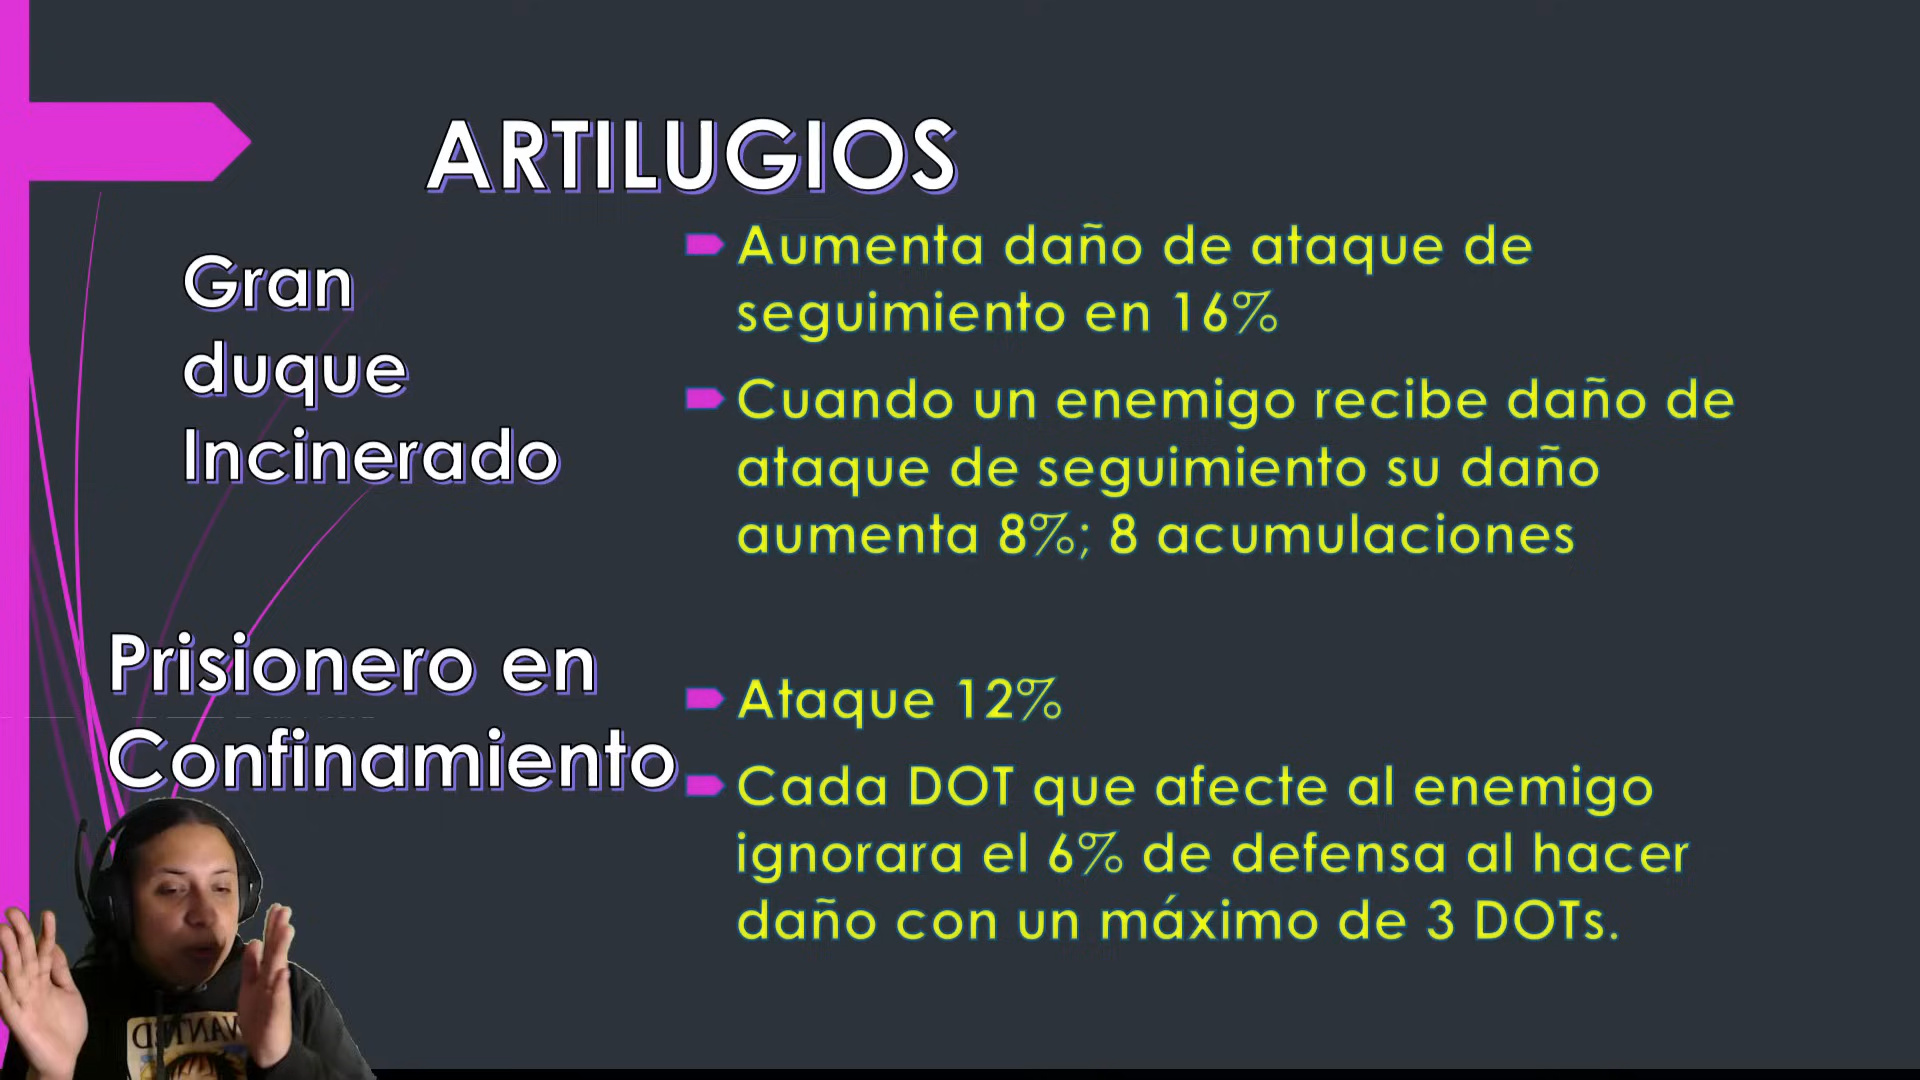 ARTILUGIOS
Gran
duque
Incinerado
Aumenta daño de ataque de
seguimiento en 16%
Cuando un enemigo recibe daño de
ataque de seguimiento su daño
aumenta 8%; 8 acumulaciones
Prisionero en
Confinamiento
Ataque 12%
Cada DOT que afecte al enemigo
ignorara el 6% de defensa al hacer
daño con un máximo de 3 DOTs.
WANTED